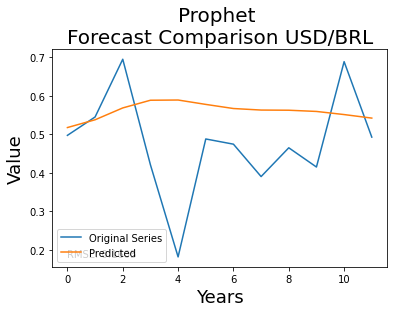 Prophet
Forecast Comparison USD/BRL
Value
0.7
0.6
0.5
0.4
0.3
0.2
Original Series
Predicted
0
2
4
6
8
10
Years